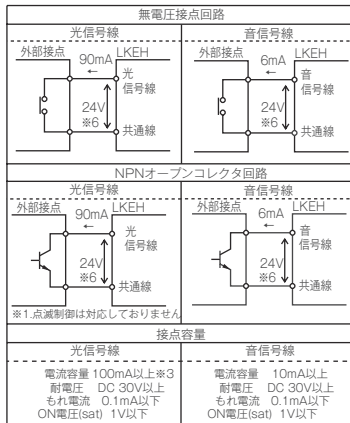 無電圧接点回路
光信号線
音信号線
外部接点 90mA LKEH
←
光
信号線
24V
※6
共通線
外部接点 6mA LKEH
←
音
信号線
24V
※6
共通線
NPNオープンコレクタ回路
光信号線
音信号線
外部接点 90mA LKEH
←
光
信号線
24V
※6
共通線
※1.点滅制御は対応しておりません
外部接点 6mA LKEH
←
音
信号線
24V
※6
共通線
接点容量
光信号線
音信号線
電流容量 100mA以上※3
耐電圧 DC 30V以上
もれ電流 0.1mA以下
ON電圧(sat) 1V以下
電流容量 10mA以上
耐電圧 DC 30V以上
もれ電流 0.1mA以下
ON電圧(sat) 1V以下